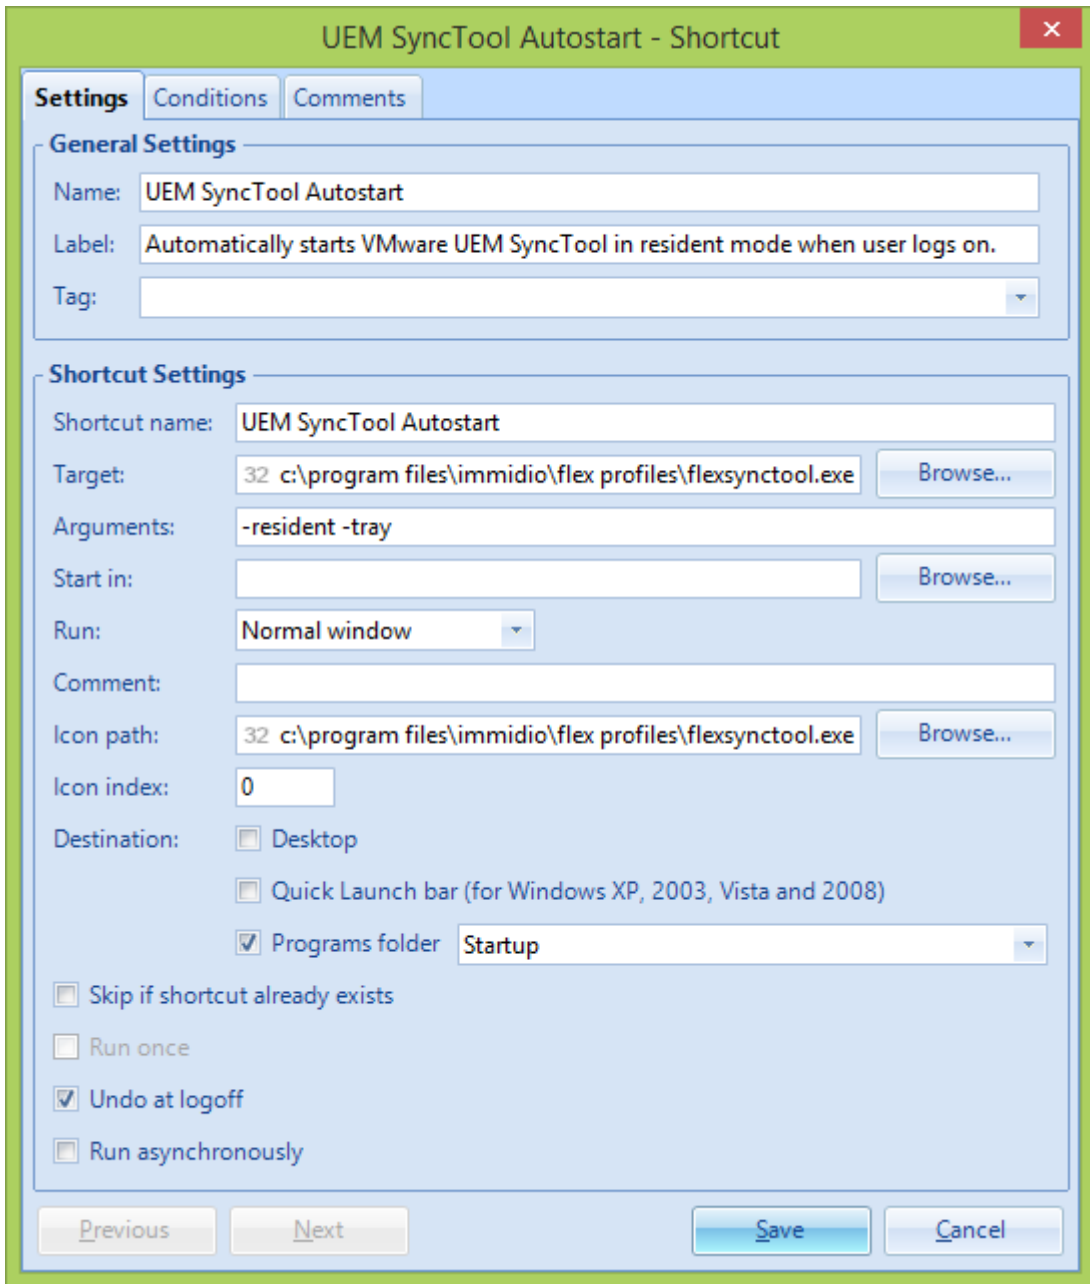 UEM SyncTool Autostart - Shortcut
Settings Conditions Comments
General Settings
Name: UEM SyncTool Autostart
Label: Automatically starts VMware UEM SyncTool in resident mode when user logs on.
Tag:
Shortcut Settings
Shortcut name: UEM SyncTool Autostart
Target: 32 c:\program files\immidio\flex profiles\flexsynctool.exe Browse...
Arguments: -resident -tray
Start in: Browse...
Run: Normal window
Comment:
Icon path: 32 c:\program files\immidio\flex profiles\flexsynctool.exe Browse...
Icon index: 0
Destination: Desktop
Quick Launch bar (for Windows XP, 2003, Vista and 2008)
Programs folder Startup
Skip if shortcut already exists
Run once
Undo at logoff
Run asynchronously
Previous Next Save Cancel